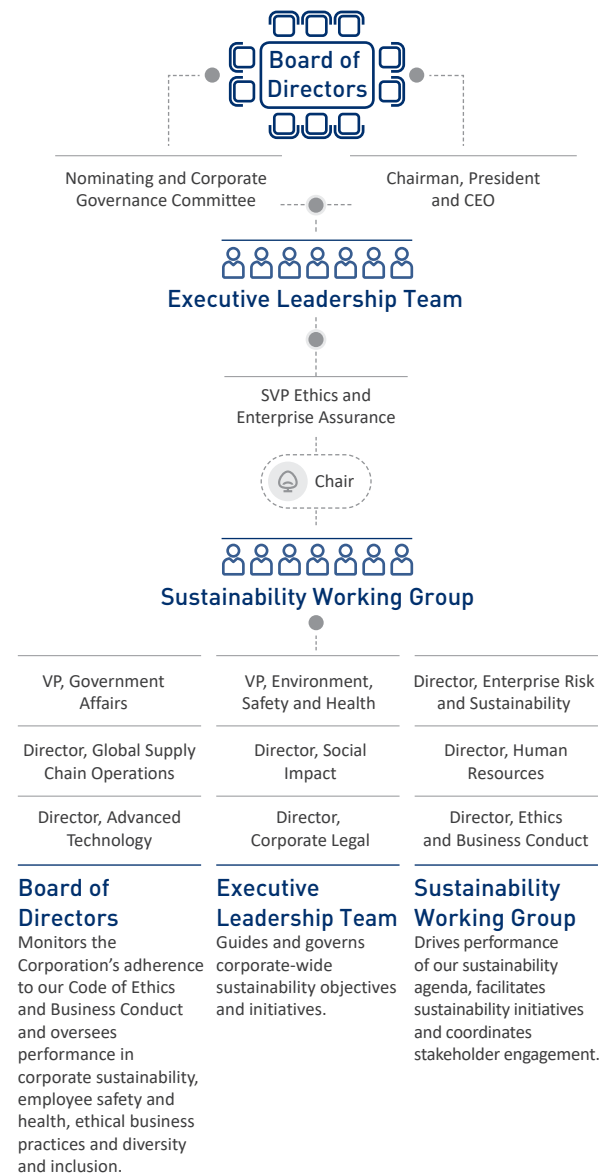 Board of
Directors
Nominating and Corporate
Governance Committee
Chairman, President
and CEO
Executive Leadership Team
SVP Ethics and
Enterprise Assurance
Chair
Sustainability Working Group
VP, Government
Affairs
VP, Environment,
Safety and Health
Director, Enterprise Risk
and Sustainability
Director, Global Supply
Chain Operations
Director, Social
Impact
Director, Human
Resources
Director, Advanced
Technology
Director,
Corporate Legal
Director, Ethics
and Business Conduct
Board of
Directors
Monitors the
Corporation’s adherence
to our Code of Ethics
and Business Conduct
and oversees
performance in
corporate sustainability,
employee safety and
health, ethical business
practices and diversity
and inclusion.
Executive
Leadership Team
Guides and governs
corporate-wide
sustainability objectives
and initiatives.
Sustainability
Working Group
Drives performance
of our sustainability
agenda, facilitates
sustainability initiatives
and coordinates
stakeholder engagement.